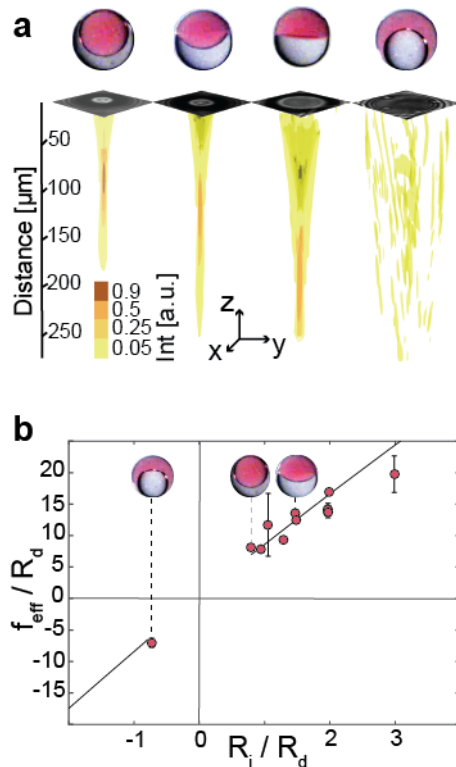 a
Distance [µm]
50
100
150
200
250
0.9
0.5
0.25
0.05
Int [a.u.]
z
x
y
b
f_eff / R_d
20
15
10
5
0
-5
-10
-15
-1
0
1
2
3
R_i / R_d